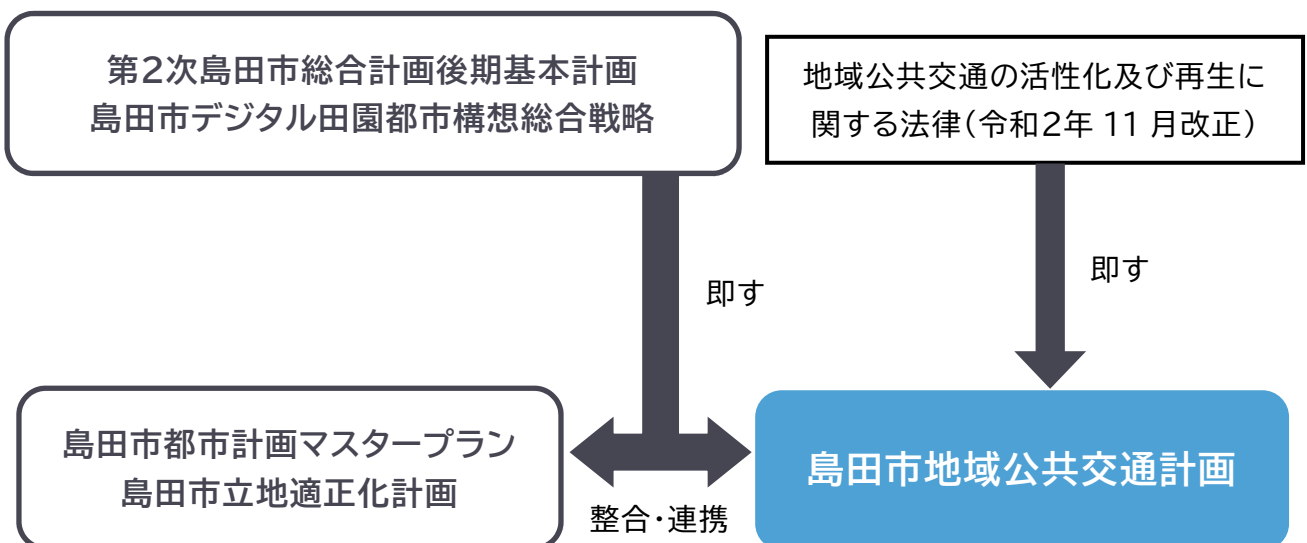 第2次島田市総合計画後期基本計画
島田市デジタル田園都市構想総合戦略
地域公共交通の活性化及び再生に
関する法律(令和2年 11 月改正)
即す
即す
島田市都市計画マスタープラン
島田市立地適正化計画
整合・連携
島田市地域公共交通計画